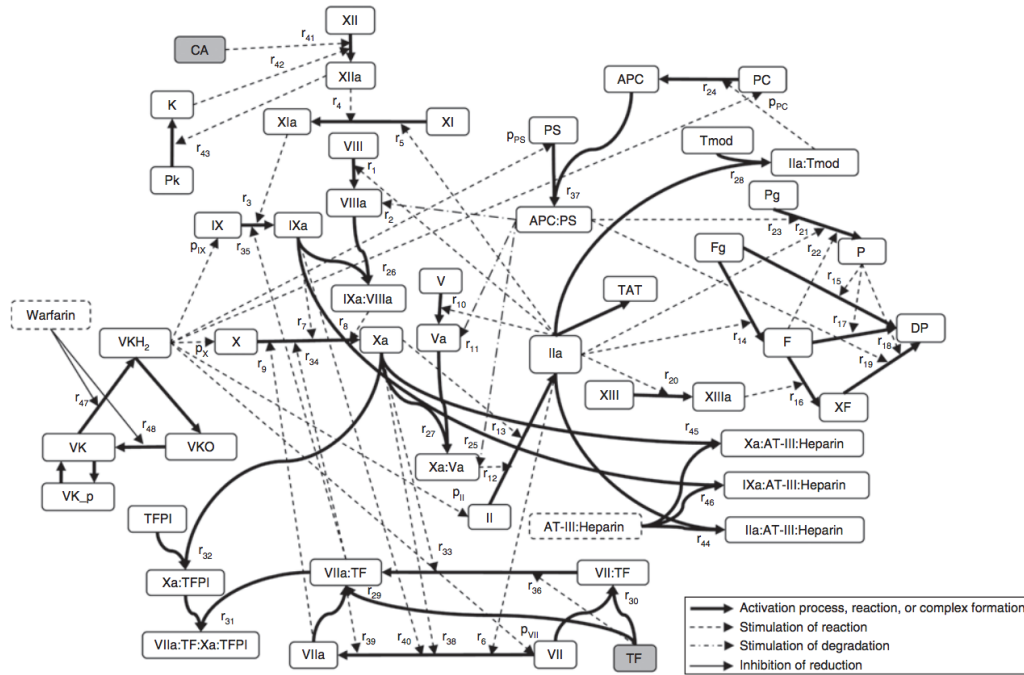 XII
r41
CA
r42
XIIa
APC
PC
r24
pPC
K
r4
XIa
XI
r5
PS
pPS
Tmod
r43
VIII
r1
IIa:Tmod
r28
Pk
r37
Pg
r3
VIIIa
r2
APC:PS
r23
r21
IX
IXa
r22
P
pIX
r35
Fg
r26
r15
V
TAT
IXa:VIIIa
r10
Warfarin
r17
DP
r7
r8
VKH2
X
Xa
Va
r11
IIa
r14
F
r18
pX
r34
r9
r19
r20
XIII
XIIIa
r16
XF
r47
r48
r27
r13
r45
VK
VKO
r25
Xa:AT-III:Heparin
Xa:Va
r12
VK_p
IXa:AT-III:Heparin
pII
r46
TFPI
II
AT-III:Heparin
IIa:AT-III:Heparin
r44
r32
r33
Xa:TFPI
VIIa:TF
VII:TF
r36
r29
r30
r31
Activation process, reaction, or complex formation
Stimulation of reaction
pVII
VIIa:TF:Xa:TFPI
r39
r40
r38
r6
Stimulation of degradation
VIIa
VII
TF
Inhibition of reduction